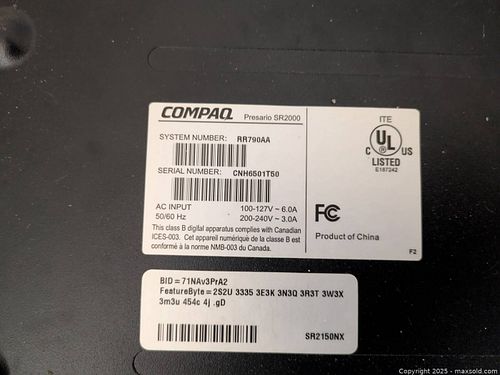 COMPAQ Presario SR2000
SYSTEM NUMBER: RR790AA
SERIAL NUMBER: CNH6501T50
AC INPUT 100-127V ~ 6.0A
50/60 Hz 200-240V ~ 3.0A
This class B digital apparatus complies with Canadian
ICES-003. Cet appareil numérique de la classe B est
conformé à la norme NMB-003 du Canada.
ITE
C UL US
®
LISTED
E187242
FC
Product of China
F2
BID = 71NAv3PrA2
FeatureByte = 2S2U 3335 3E3K 3N3Q 3R3T 3W3X
3m3u 454c 4j .gD
SR2150NX
Copyright 2025 - maxsold.com